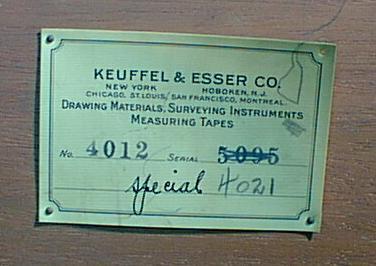 KEUFFEL & ESSER CO.
NEW YORK HOBOKEN, N.J.
CHICAGO, ST. LOUIS, SAN FRANCISCO, MONTREAL.
DRAWING MATERIALS, SURVEYING INSTRUMENTS
MEASURING TAPES
No. 4012 SERIAL 5095
special 4021